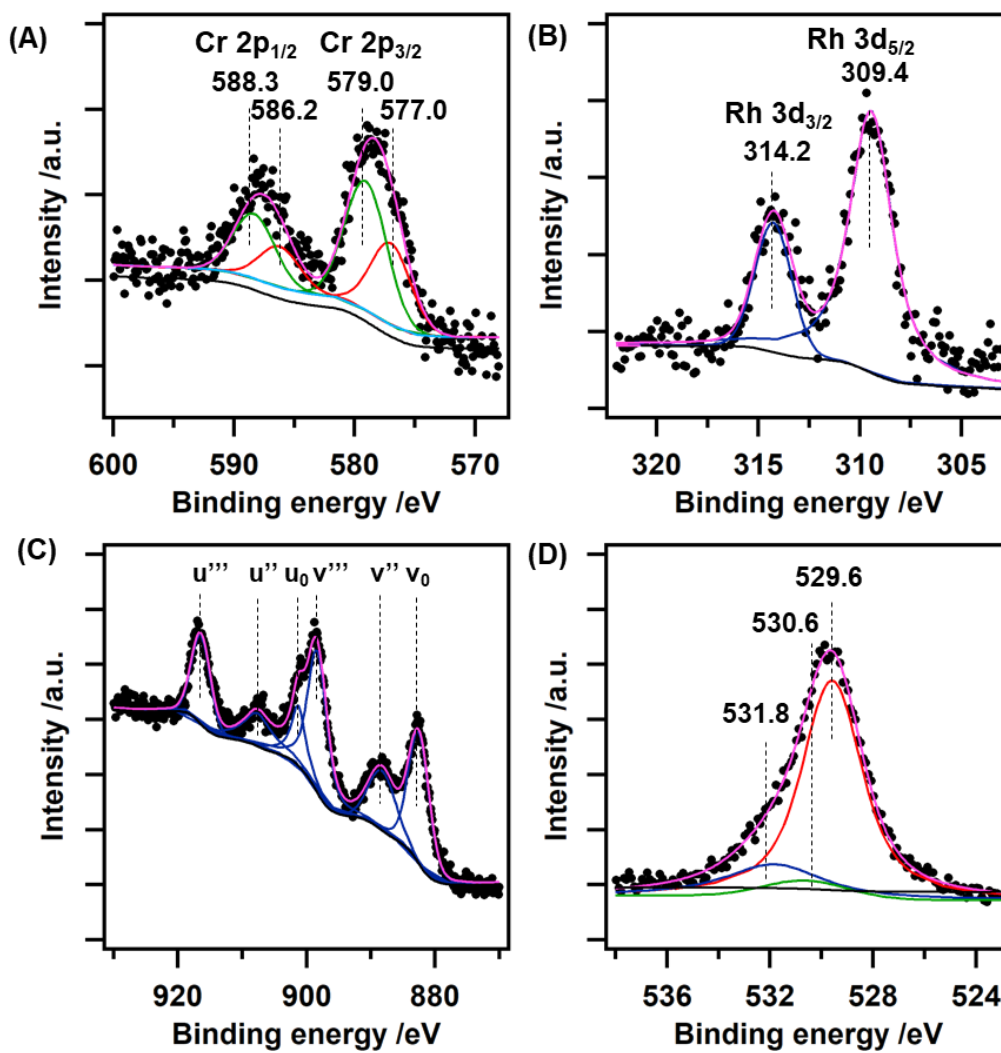 (A)
Cr 2p1/2 Cr 2p3/2
588.3 579.0
586.2 577.0
Intensity /a.u.
600 590 580 570
Binding energy /eV
(B)
Rh 3d5/2
309.4
Rh 3d3/2
314.2
Intensity /a.u.
320 315 310 305
Binding energy /eV
(C)
u''' u'' u0 v''' v'' v0
Intensity /a.u.
920 900 880
Binding energy /eV
(D)
529.6
530.6
531.8
Intensity /a.u.
536 532 528 524
Binding energy /eV